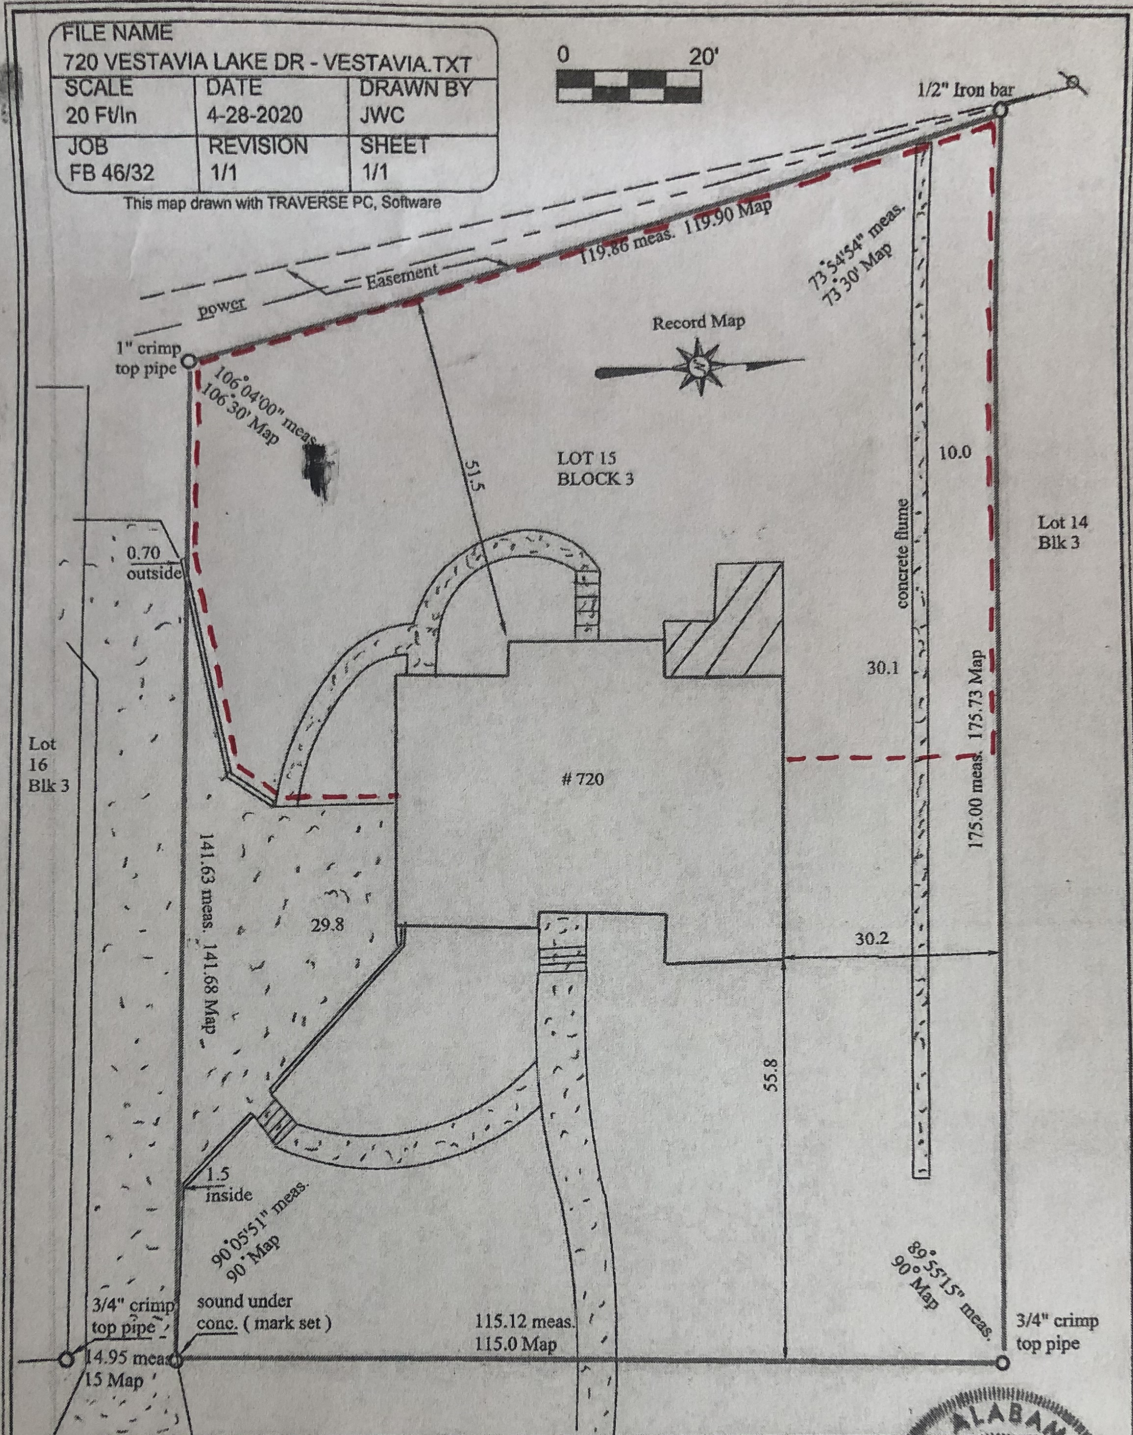 FILE NAME
720 VESTAVIA LAKE DR - VESTAVIA.TXT
SCALE
20 Ft/In
DATE
4-28-2020
DRAWN BY
JWC
JOB
FB 46/32
REVISION
1/1
SHEET
1/1
This map drawn with TRAVERSE PC, Software
0 20'
1/2" Iron bar
119.86 meas. 119.90 Map
73°54'54" meas.
73°30' Map
Easement
power
1" crimp
top pipe
106°04'00" meas.
106°30' Map
Record Map
N
51.5
LOT 15
BLOCK 3
10.0
concrete flume
Lot 14
Blk 3
0.70
outside
30.1
175.00 meas. 175.73 Map
Lot
16
Blk 3
# 720
141.63 meas. 141.68 Map
29.8
30.2
55.8
1.5
inside
90°05'51" meas.
90° Map
89°55'15" meas.
90° Map
3/4" crimp
top pipe
sound under
conc. ( mark set )
115.12 meas.
115.0 Map
3/4" crimp
top pipe
14.95 meas
15 Map
ALABAM